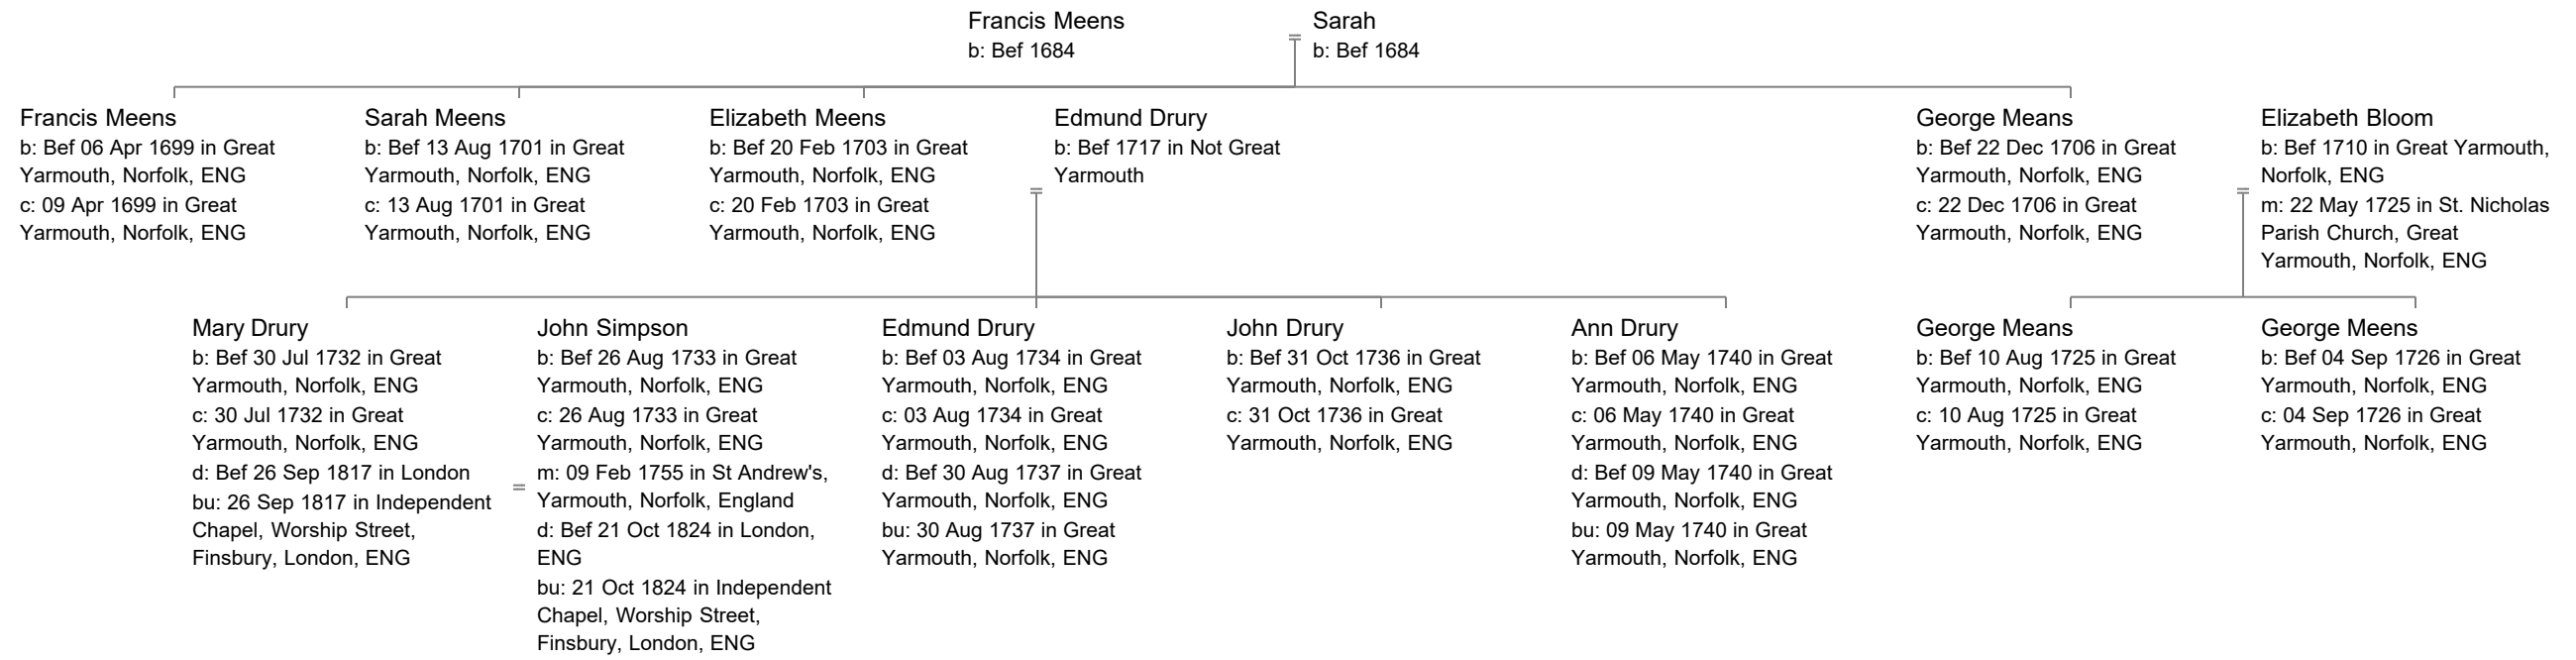 Francis Meens
b: Bef 1684
Sarah
b: Bef 1684
Francis Meens
b: Bef 06 Apr 1699 in Great
Yarmouth, Norfolk, ENG
c: 09 Apr 1699 in Great
Yarmouth, Norfolk, ENG
Sarah Meens
b: Bef 13 Aug 1701 in Great
Yarmouth, Norfolk, ENG
c: 13 Aug 1701 in Great
Yarmouth, Norfolk, ENG
Elizabeth Meens
b: Bef 20 Feb 1703 in Great
Yarmouth, Norfolk, ENG
c: 20 Feb 1703 in Great
Yarmouth, Norfolk, ENG
Edmund Drury
b: Bef 1717 in Not Great
Yarmouth
George Means
b: Bef 22 Dec 1706 in Great
Yarmouth, Norfolk, ENG
c: 22 Dec 1706 in Great
Yarmouth, Norfolk, ENG
Elizabeth Bloom
b: Bef 1710 in Great Yarmouth,
Norfolk, ENG
m: 22 May 1725 in St. Nicholas
Parish Church, Great
Yarmouth, Norfolk, ENG
Mary Drury
b: Bef 30 Jul 1732 in Great
Yarmouth, Norfolk, ENG
c: 30 Jul 1732 in Great
Yarmouth, Norfolk, ENG
d: Bef 26 Sep 1817 in London
bu: 26 Sep 1817 in Independent
Chapel, Worship Street,
Finsbury, London, ENG
John Simpson
b: Bef 26 Aug 1733 in Great
Yarmouth, Norfolk, ENG
c: 26 Aug 1733 in Great
Yarmouth, Norfolk, ENG
m: 09 Feb 1755 in St Andrew's,
Yarmouth, Norfolk, England
d: Bef 21 Oct 1824 in London,
ENG
bu: 21 Oct 1824 in Independent
Chapel, Worship Street,
Finsbury, London, ENG
Edmund Drury
b: Bef 03 Aug 1734 in Great
Yarmouth, Norfolk, ENG
c: 03 Aug 1734 in Great
Yarmouth, Norfolk, ENG
d: Bef 30 Aug 1737 in Great
Yarmouth, Norfolk, ENG
bu: 30 Aug 1737 in Great
Yarmouth, Norfolk, ENG
John Drury
b: Bef 31 Oct 1736 in Great
Yarmouth, Norfolk, ENG
c: 31 Oct 1736 in Great
Yarmouth, Norfolk, ENG
Ann Drury
b: Bef 06 May 1740 in Great
Yarmouth, Norfolk, ENG
c: 06 May 1740 in Great
Yarmouth, Norfolk, ENG
d: Bef 09 May 1740 in Great
Yarmouth, Norfolk, ENG
bu: 09 May 1740 in Great
Yarmouth, Norfolk, ENG
George Means
b: Bef 10 Aug 1725 in Great
Yarmouth, Norfolk, ENG
c: 10 Aug 1725 in Great
Yarmouth, Norfolk, ENG
George Meens
b: Bef 04 Sep 1726 in Great
Yarmouth, Norfolk, ENG
c: 04 Sep 1726 in Great
Yarmouth, Norfolk, ENG